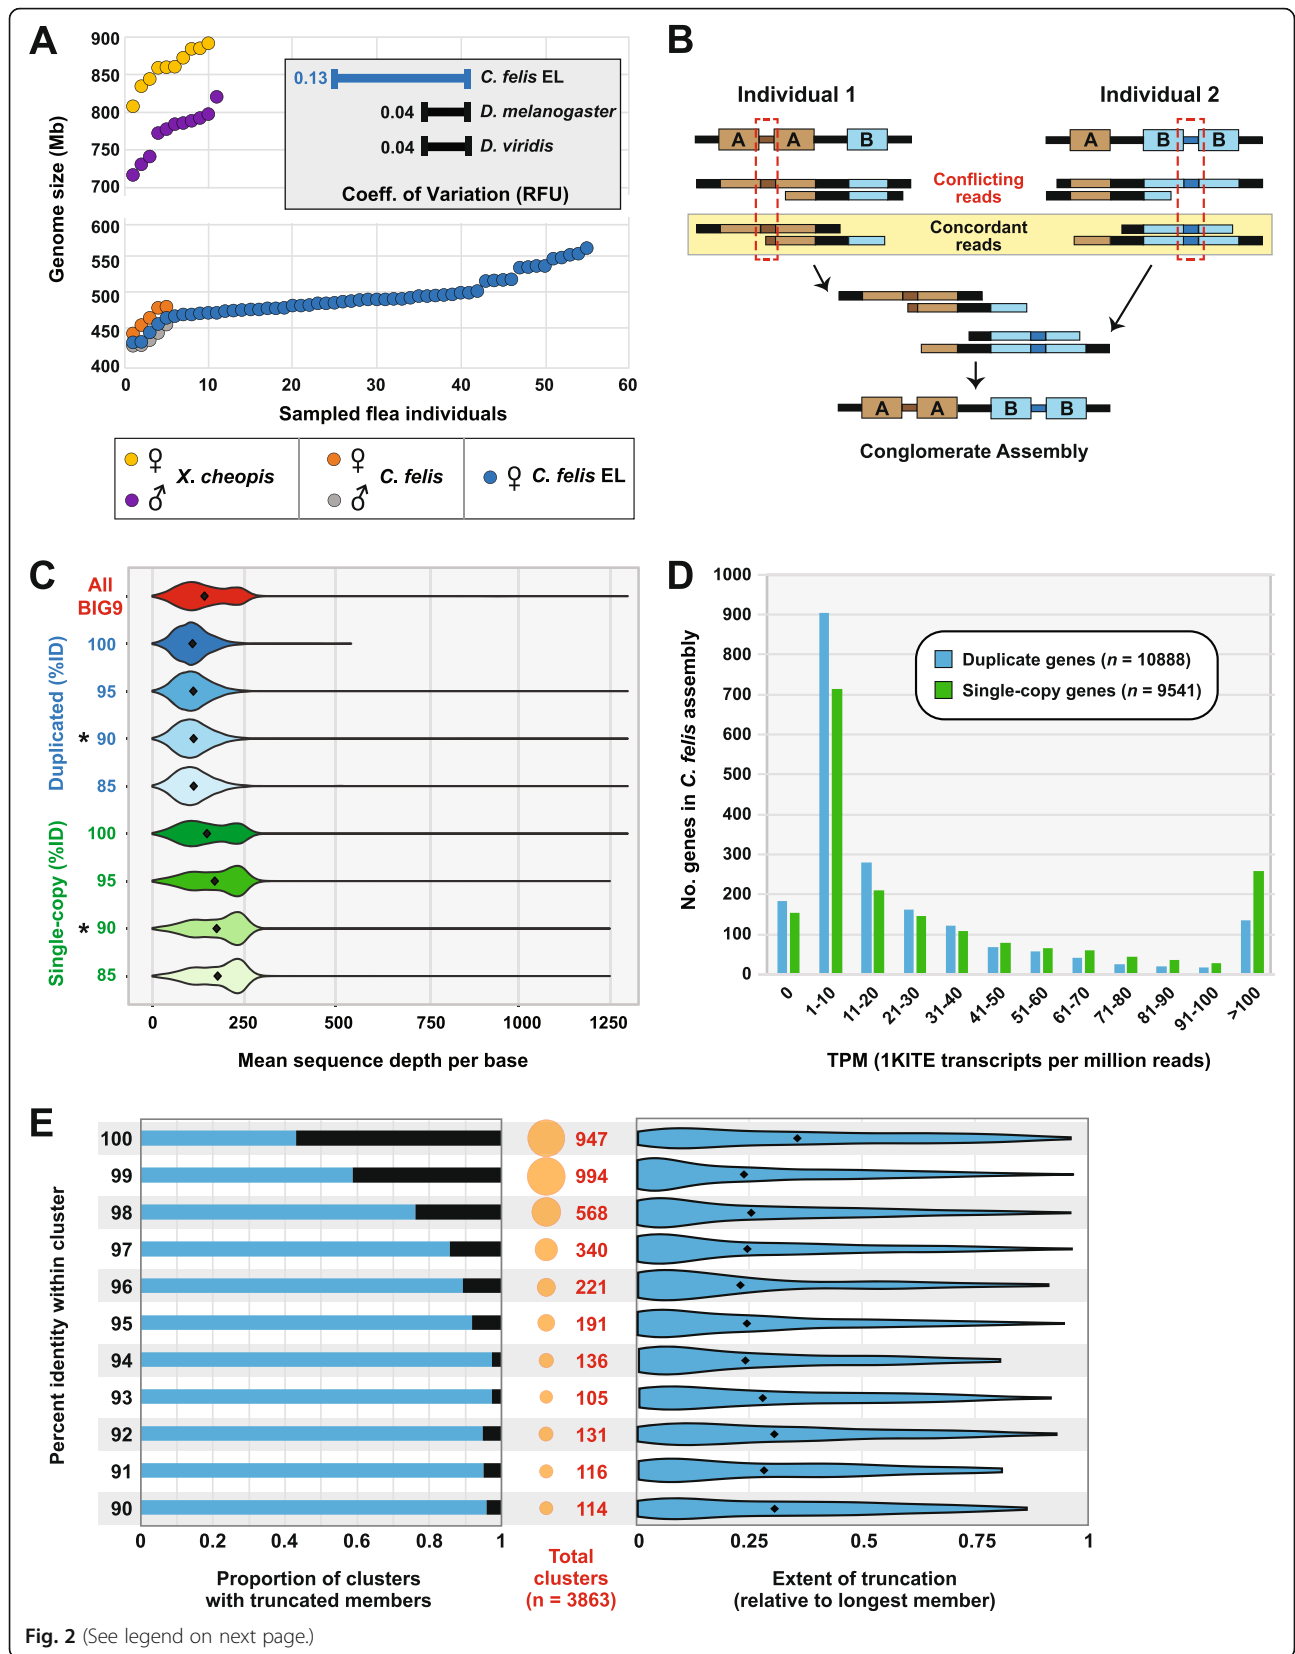 A
900
850
800
750
700
600
550
500
450
400
Genome size (Mb)
0.13 C. felis EL
0.04 D. melanogaster
0.04 D. viridis
Coeff. of Variation (RFU)
0 10 20 30 40 50 60
Sampled flea individuals
♀ X. cheopis
♂
♀ C. felis
♂
♀ C. felis EL
B
Individual 1 Individual 2
A A B A B B
Conflicting
reads
Concordant
reads
A A B B
Conglomerate Assembly
C
All
BIG9
Duplicated (%ID)
100
95
* 90
85
Single-copy (%ID)
100
95
* 90
85
0 250 500 750 1000 1250
Mean sequence depth per base
D
No. genes in C. felis assembly
1000
900
800
700
600
500
400
300
200
100
0
Duplicate genes (n = 10888)
Single-copy genes (n = 9541)
0 1-10 11-20 21-30 31-40 41-50 51-60 61-70 71-80 81-90 91-100 >100
TPM (1KITE transcripts per million reads)
E
Percent identity within cluster
100 947
99 994
98 568
97 340
96 221
95 191
94 136
93 105
92 131
91 116
90 114
0 0.2 0.4 0.6 0.8 1
Proportion of clusters
with truncated members
Total
clusters
(n = 3863)
0 0.25 0.5 0.75 1
Extent of truncation
(relative to longest member)
Fig. 2 (See legend on next page.)